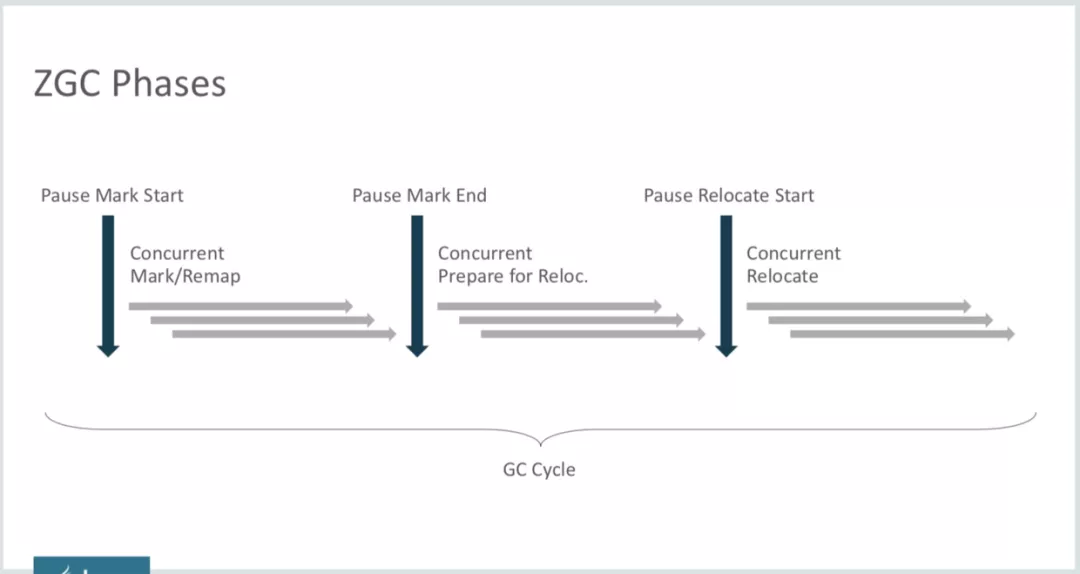 ZGC Phases
Pause Mark Start
Pause Mark End
Pause Relocate Start
Concurrent
Mark/Remap
Concurrent
Prepare for Reloc.
Concurrent
Relocate
GC Cycle